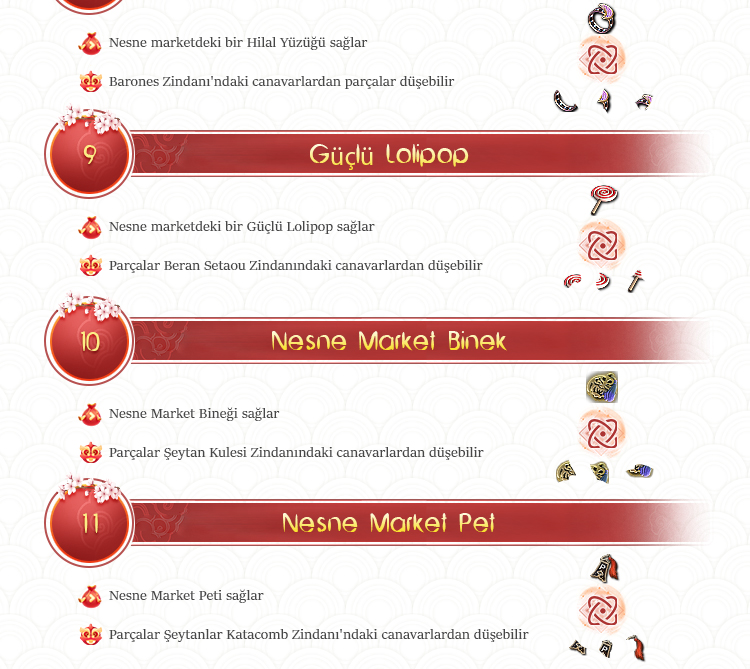 Nesne marketdeki bir Hilal Yüzüğü sağlar
Barones Zindanı'ndaki canavarlardan parçalar düşebilir
9
Güçlü Lolipop
Nesne marketdeki bir Güçlü Lolipop sağlar
Parçalar Beran Setaou Zindanındaki canavarlardan düşebilir
10
Nesne Market Binek
Nesne Market Bineği sağlar
Parçalar Şeytan Kulesi Zindanındaki canavarlardan düşebilir
11
Nesne Market Pet
Nesne Market Peti sağlar
Parçalar Şeytanlar Katacomb Zindanı'ndaki canavarlardan düşebilir